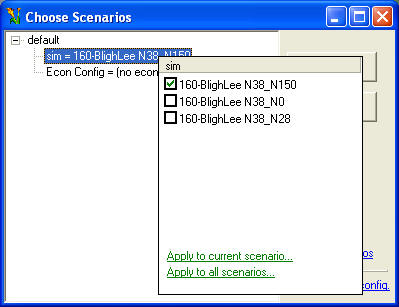 Choose Scenarios
default
sim = 160-BlighLee N38_N150
Econ Config = (no econ
sim
160-BlighLee N38_N150
160-BlighLee N38_N0
160-BlighLee N38_N28
Apply to current scenario...
Apply to all scenarios...
config.